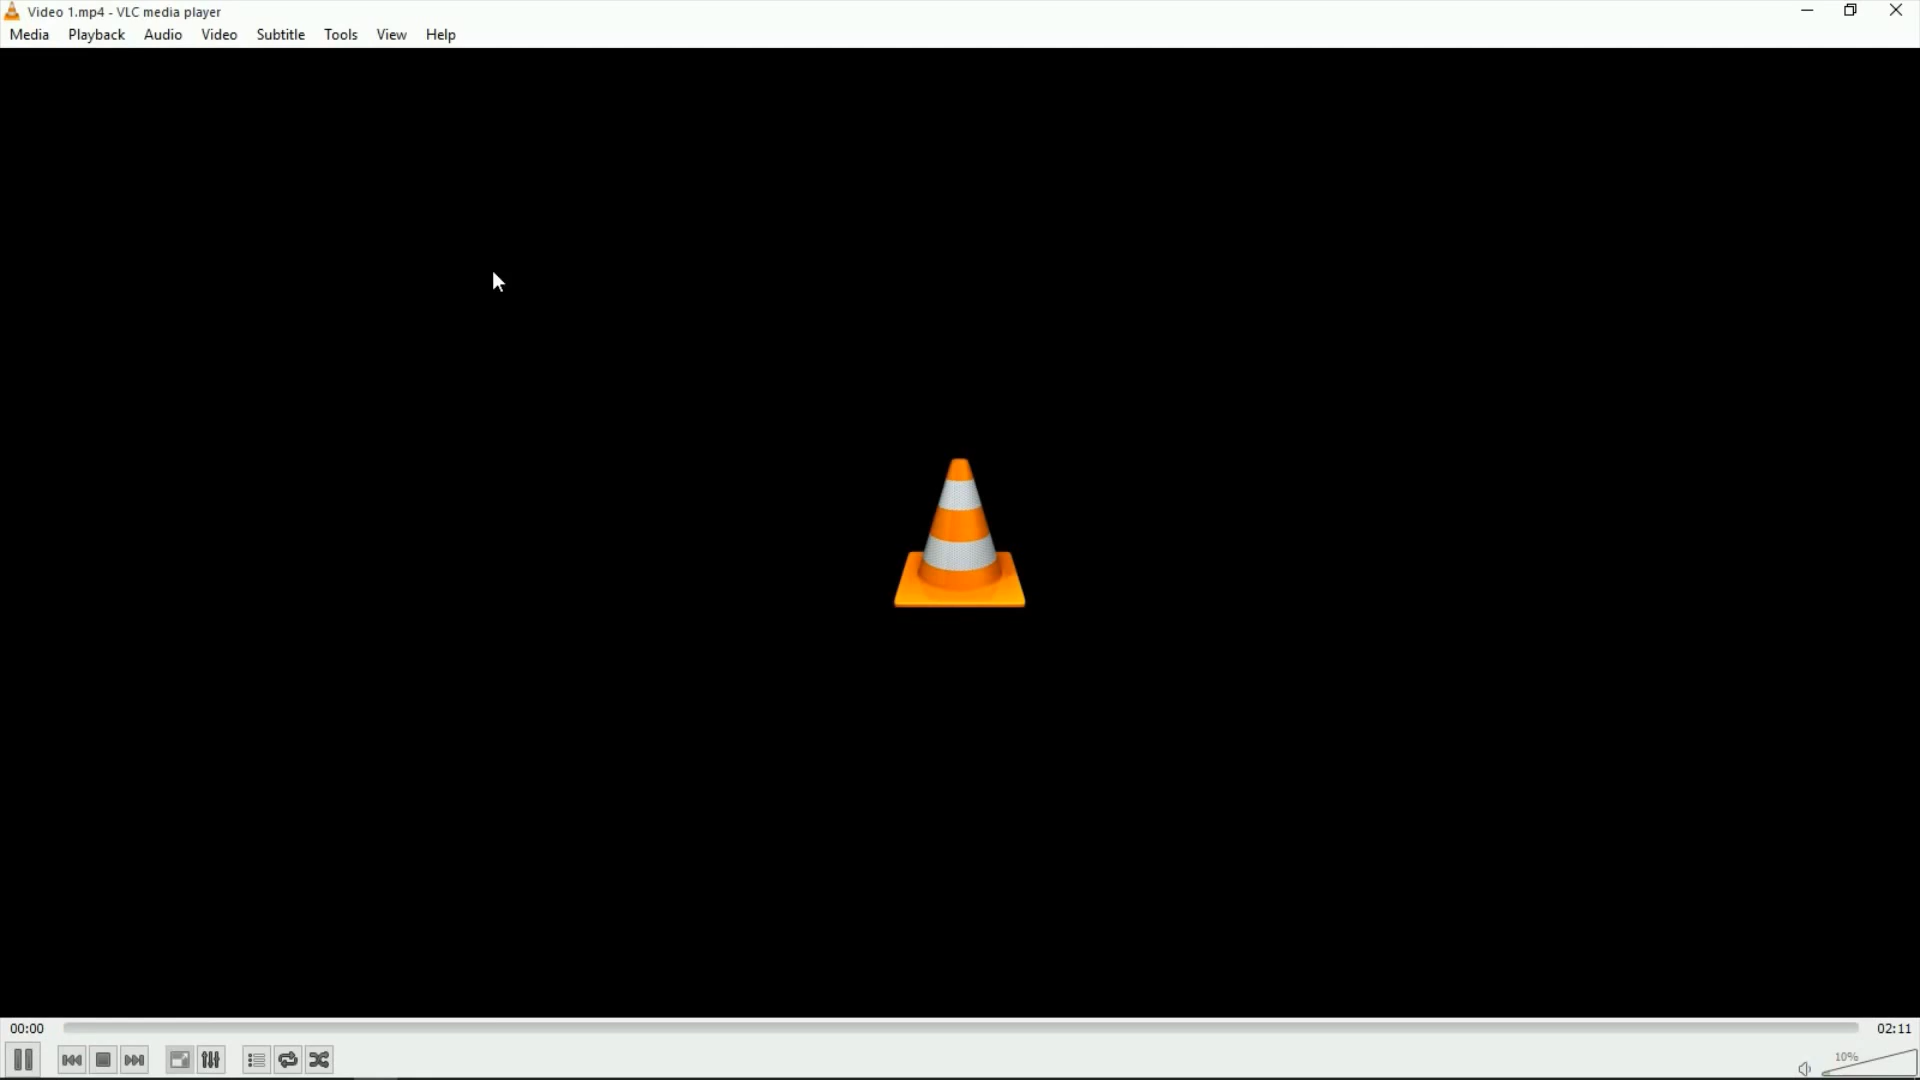 Video 1.mp4 - VLC media player
Media Playback Audio Video Subtitle Tools View Help
00:00 02:11
10%